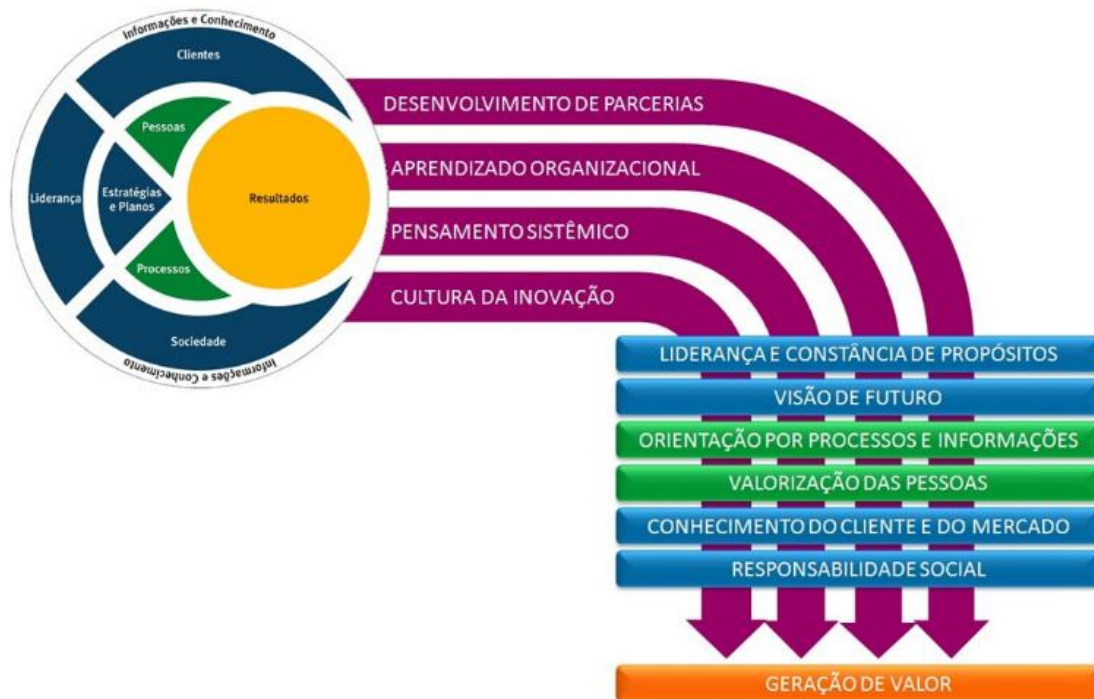 Informações e Conhecimento
Clientes
Pessoas
Liderança
Estratégias
e Planos
Resultados
Processos
Sociedade
Informações e Conhecimento
DESENVOLVIMENTO DE PARCERIAS
APRENDIZADO ORGANIZACIONAL
PENSAMENTO SISTÊMICO
CULTURA DA INOVAÇÃO
LIDERANÇA E CONSTÂNCIA DE PROPÓSITOS
VISÃO DE FUTURO
ORIENTAÇÃO POR PROCESSOS E INFORMAÇÕES
VALORIZAÇÃO DAS PESSOAS
CONHECIMENTO DO CLIENTE E DO MERCADO
RESPONSABILIDADE SOCIAL
GERAÇÃO DE VALOR